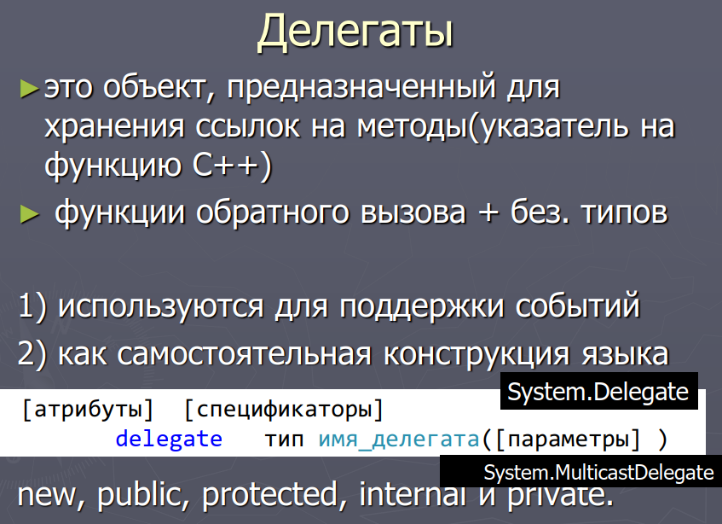 Делегаты
►это объект, предназначенный для
хранения ссылок на методы(указатель на
функцию С++)
► функции обратного вызова + без. типов
1) используются для поддержки событий
2) как самостоятельная конструкция языка
System.Delegate
[атрибуты] [спецификаторы]
delegate тип имя_делегата([параметры] )
System.MulticastDelegate
new, public, protected, internal и private.